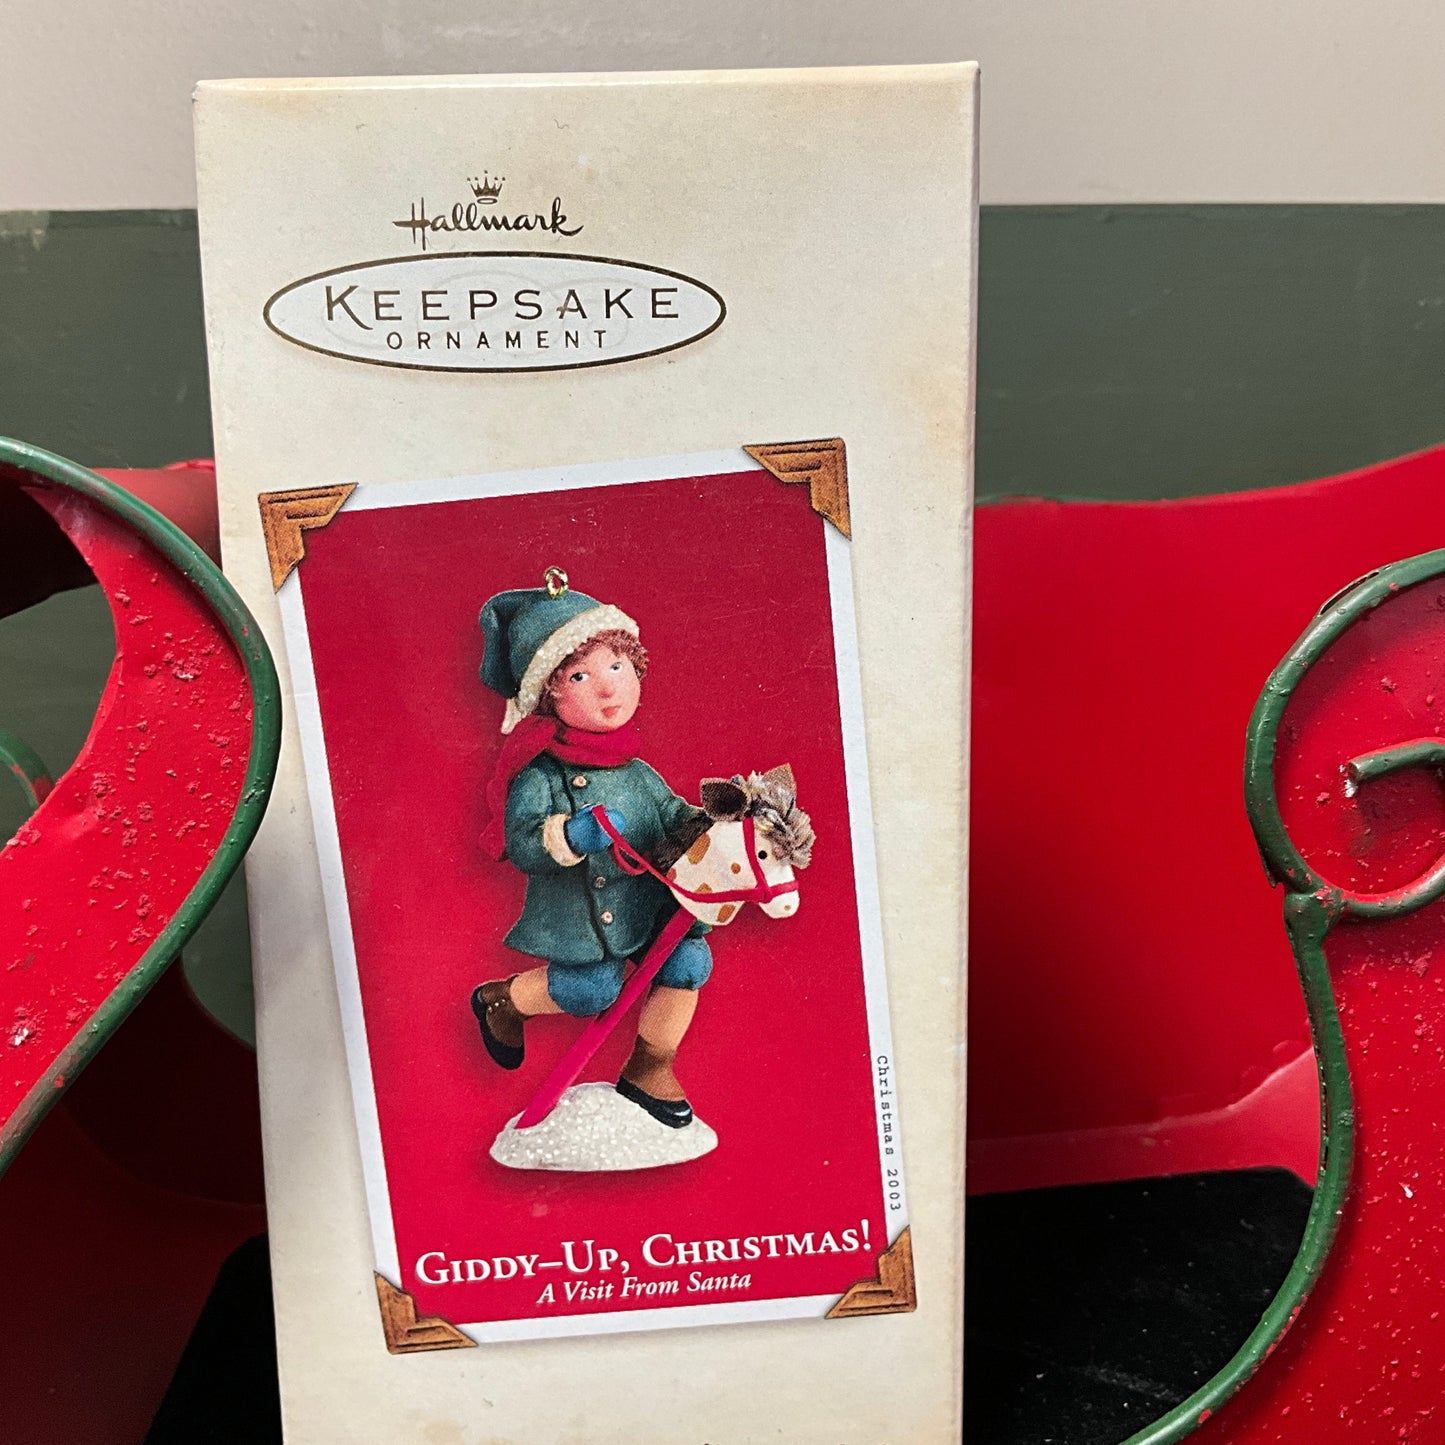 Hallmark
KEEPSAKE
ORNAMENT
Christmas 2003
GIDDY–UP, CHRISTMAS!
A Visit From Santa